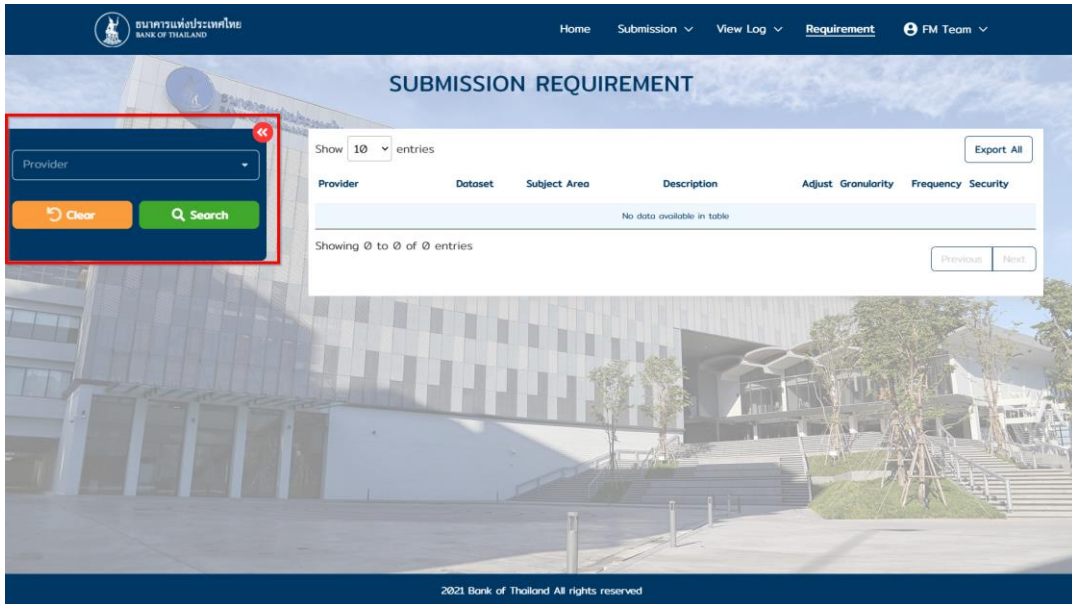 ธนาคารแห่งประเทศไทย
BANK OF THAILAND
Home Submission View Log Requirement FM Team
SUBMISSION REQUIREMENT
Provider
Clear Search
Show 10 entries
Export All
Provider Dataset Subject Area Description Adjust Granularity Frequency Security
No data available in table
Showing 0 to 0 of 0 entries
Previous Next
2021 Bank of Thailand All rights reserved